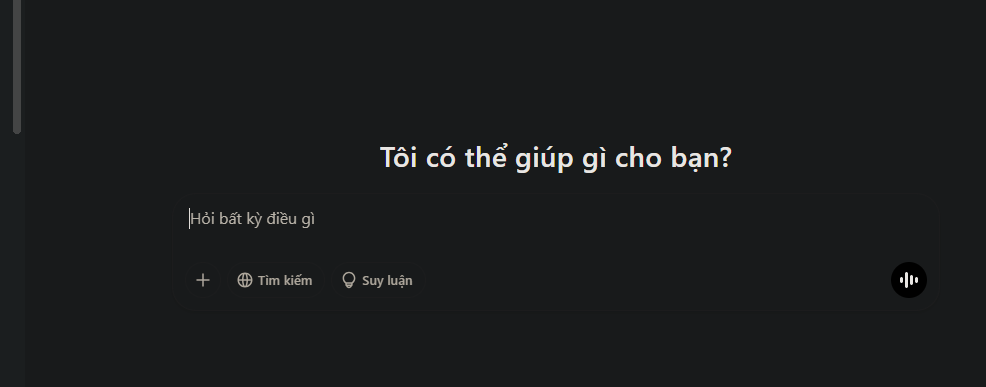 Tôi có thể giúp gì cho bạn?
Hỏi bất kỳ điều gì
Tìm kiếm Suy luận